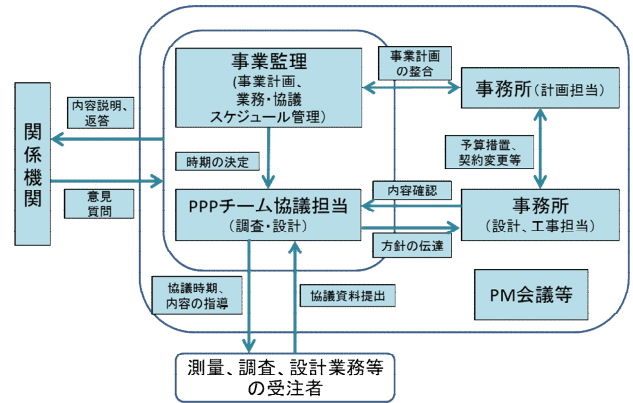 事業監理
(事業計画、
業務・協議
スケジュール管理)
事業計画
の整合
事務所(計画担当)
関係機関
内容説明、
返答
意見
質問
時期の決定
予算措置、
契約変更等
PPPチーム協議担当
(調査・設計)
内容確認
方針の伝達
事務所
(設計、工事担当)
協議時期、
内容の指導
協議資料提出
PM会議等
測量、調査、設計業務等
の受注者